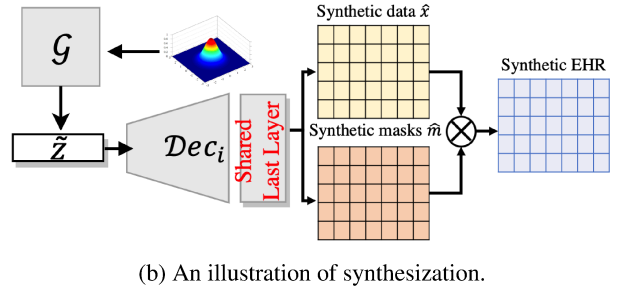 Synthetic data x̂
𝒢
Synthetic EHR
Synthetic masks m̂
z̃
𝒟ec_i
Shared
Last Layer
(b) An illustration of synthesization.